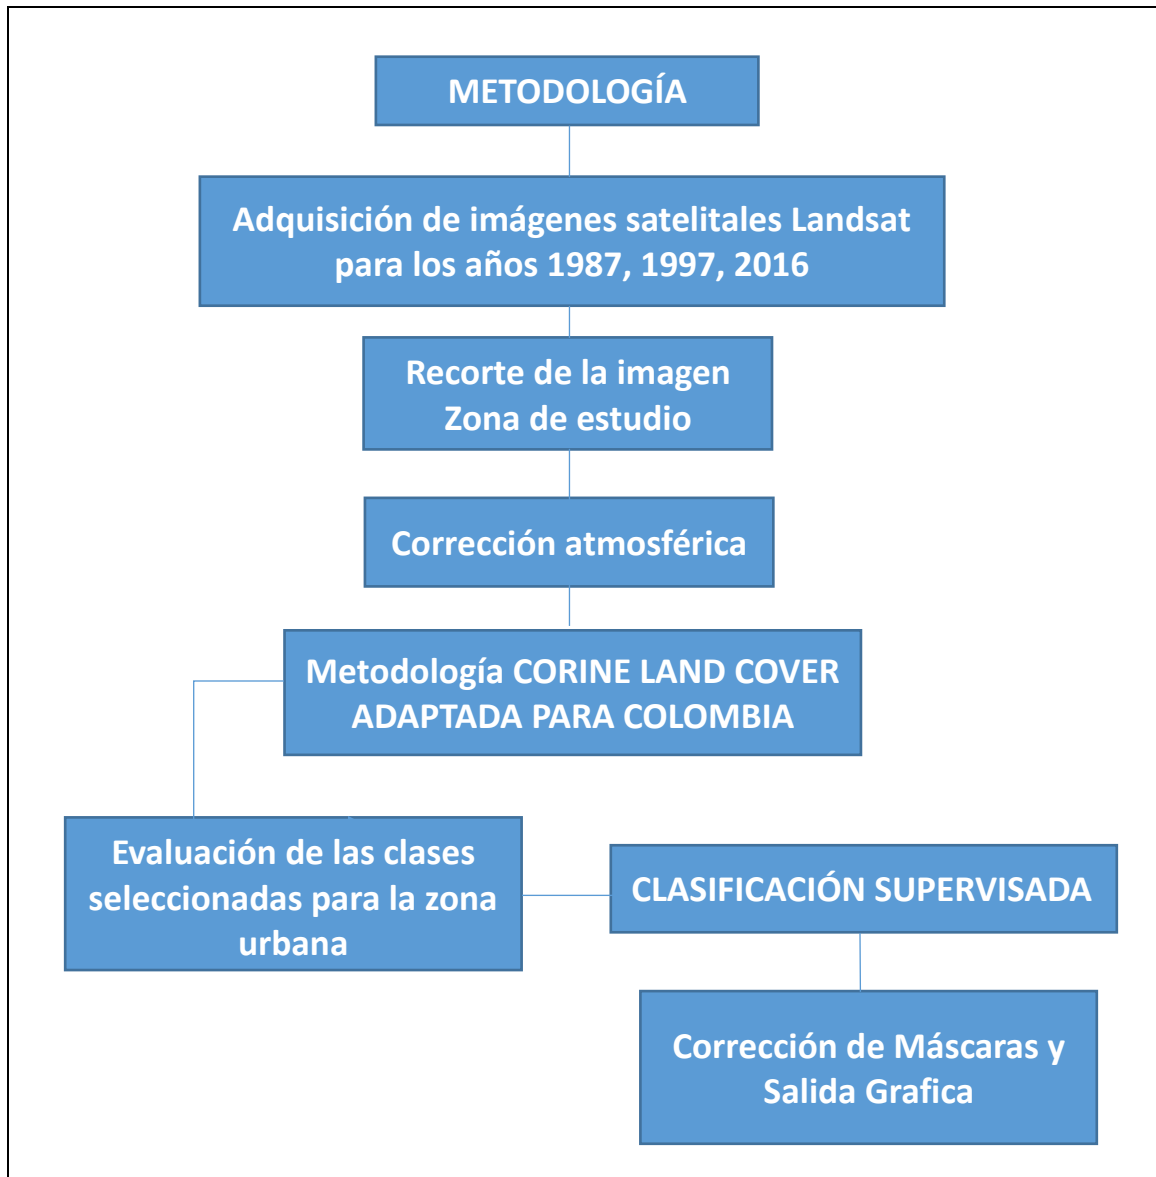 METODOLOGÍA
Adquisición de imágenes satelitales Landsat
para los años 1987, 1997, 2016
Recorte de la imagen
Zona de estudio
Corrección atmosférica
Metodología CORINE LAND COVER
ADAPTADA PARA COLOMBIA
Evaluación de las clases
seleccionadas para la zona
urbana
CLASIFICACIÓN SUPERVISADA
Corrección de Máscaras y
Salida Grafica